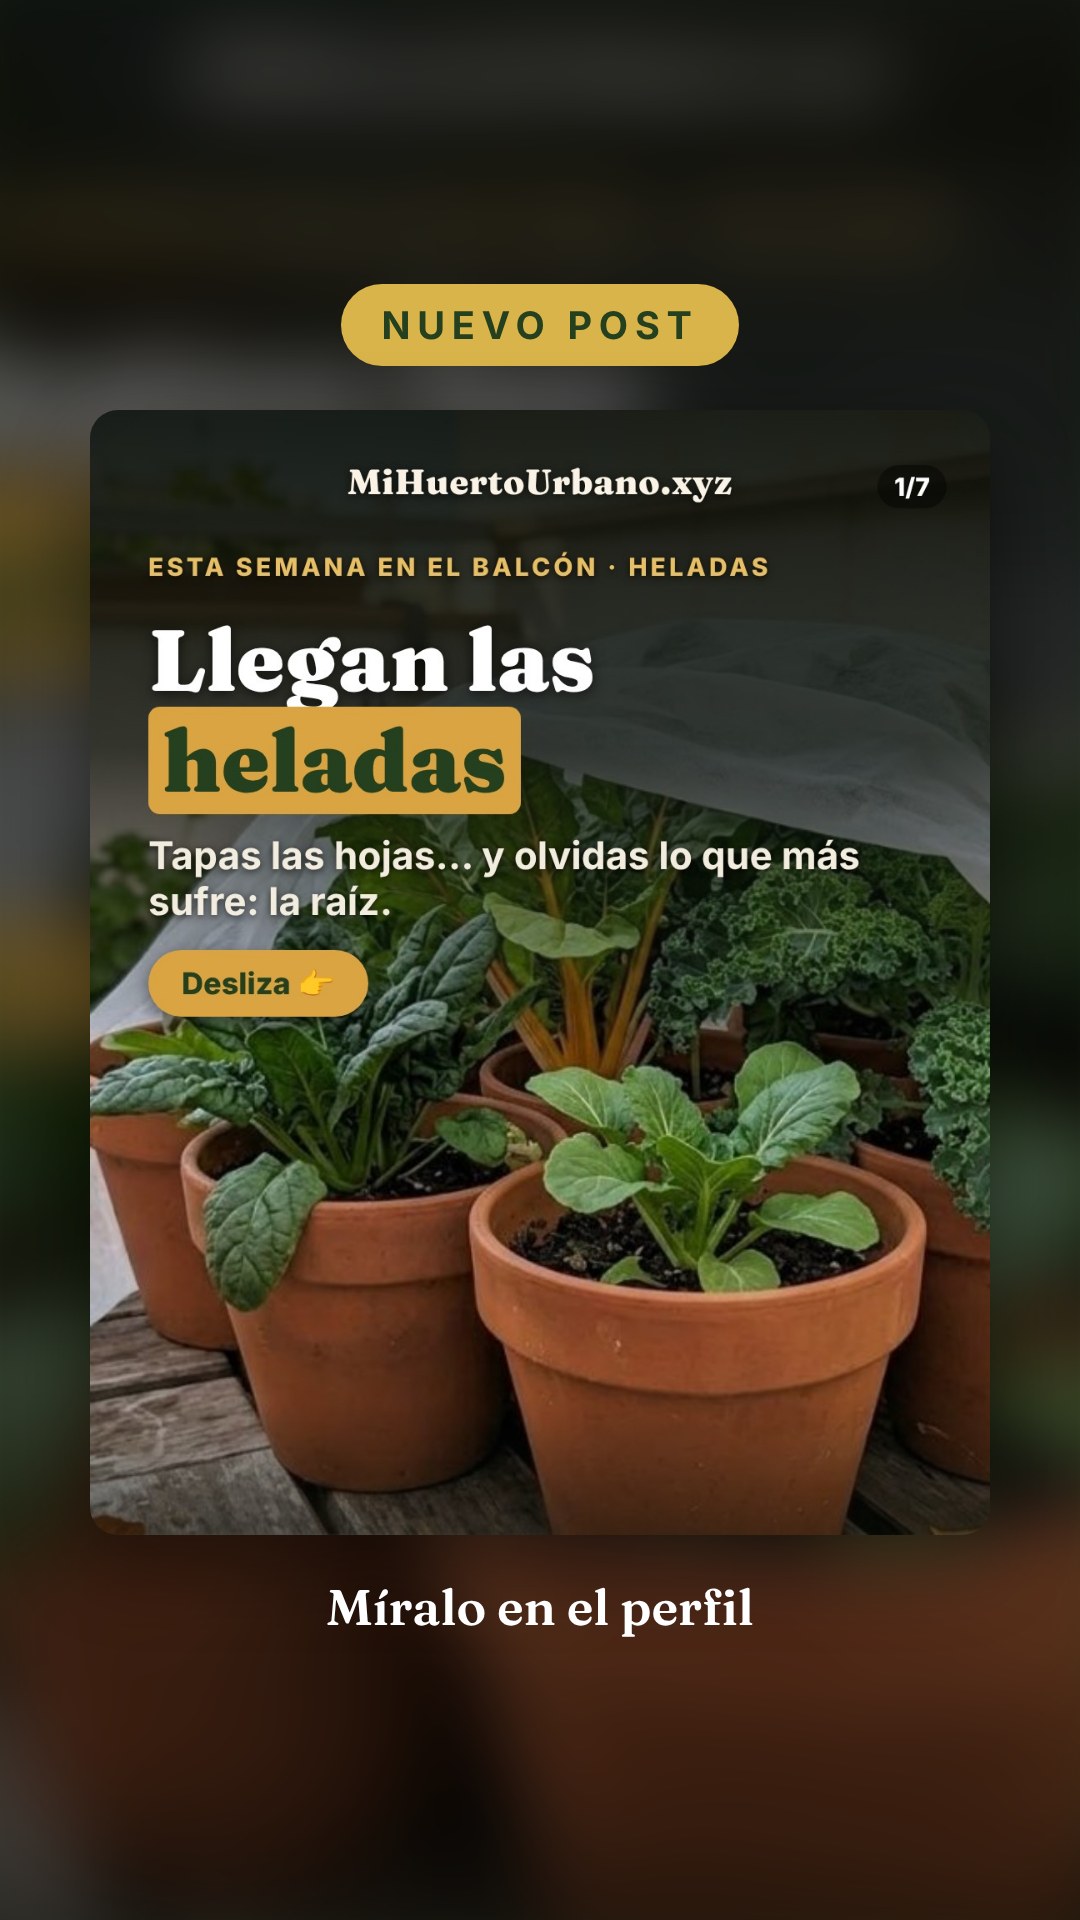 NUEVO POST
MiHuertoUrbano.xyz
1/7
ESTA SEMANA EN EL BALCÓN · HELADAS
Llegan las
heladas
Tapas las hojas... y olvidas lo que más
sufre: la raíz.
Desliza 👉
Míralo en el perfil